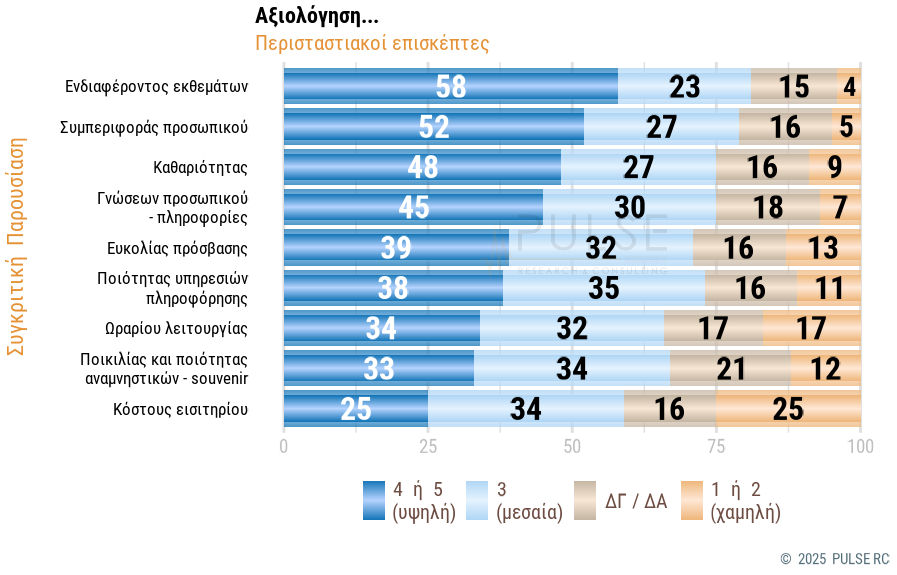 Αξιολόγηση...
Περισταστιακοί επισκέπτες
Συγκριτική Παρουσίαση
Ενδιαφέροντος εκθεμάτων 58 23 15 4
Συμπεριφοράς προσωπικού 52 27 16 5
Καθαριότητας 48 27 16 9
Γνώσεων προσωπικού
- πληροφορίες 45 30 18 7
Ευκολίας πρόσβασης 39 32 16 13
Ποιότητας υπηρεσιών
πληροφόρησης 38 35 16 11
Ωραρίου λειτουργίας 34 32 17 17
Ποικιλίας και ποιότητας
αναμνηστικών - souvenir 33 34 21 12
Κόστους εισιτηρίου 25 34 16 25
PULSE
RESEARCH & CONSULTING
0 25 50 75 100
4 ή 5
(υψηλή)
3
(μεσαία)
ΔΓ / ΔΑ
1 ή 2
(χαμηλή)
© 2025 PULSE RC